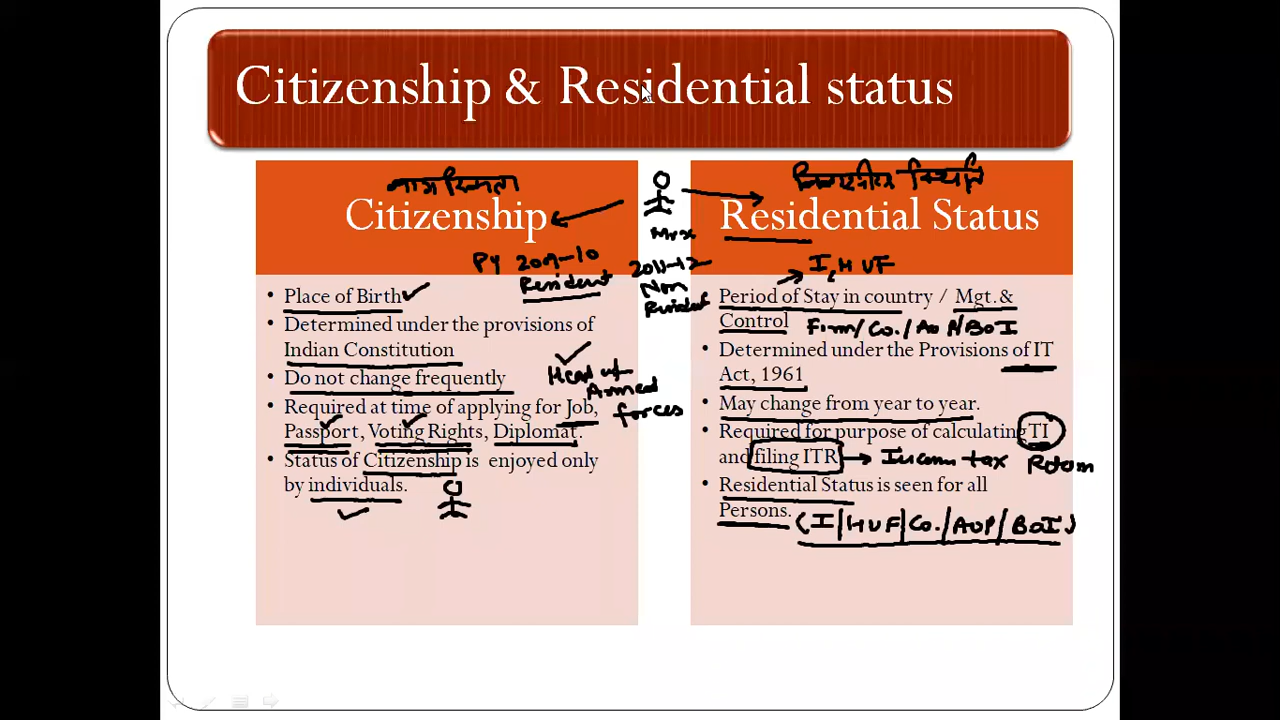 Citizenship & Residential status
Citizenship
PY 2009-10
Resident
• Place of Birth
• Determined under the provisions of
Indian Constitution
• Do not change frequently
Head of
Armed
forces
• Required at time of applying for Job,
Passport, Voting Rights, Diplomat.
• Status of Citizenship is enjoyed only
by individuals.
Mr x
2011-12
Non
Resident
Residential Status
I, HUF
• Period of Stay in country / Mgt. &
Control Firm/Co./AOP/BOI
• Determined under the Provisions of IT
Act, 1961
• May change from year to year.
• Required for purpose of calculating TI
and filing ITR → Income tax Return
• Residential Status is seen for all
Persons. (I/HUF/Co./AOP/BOI)